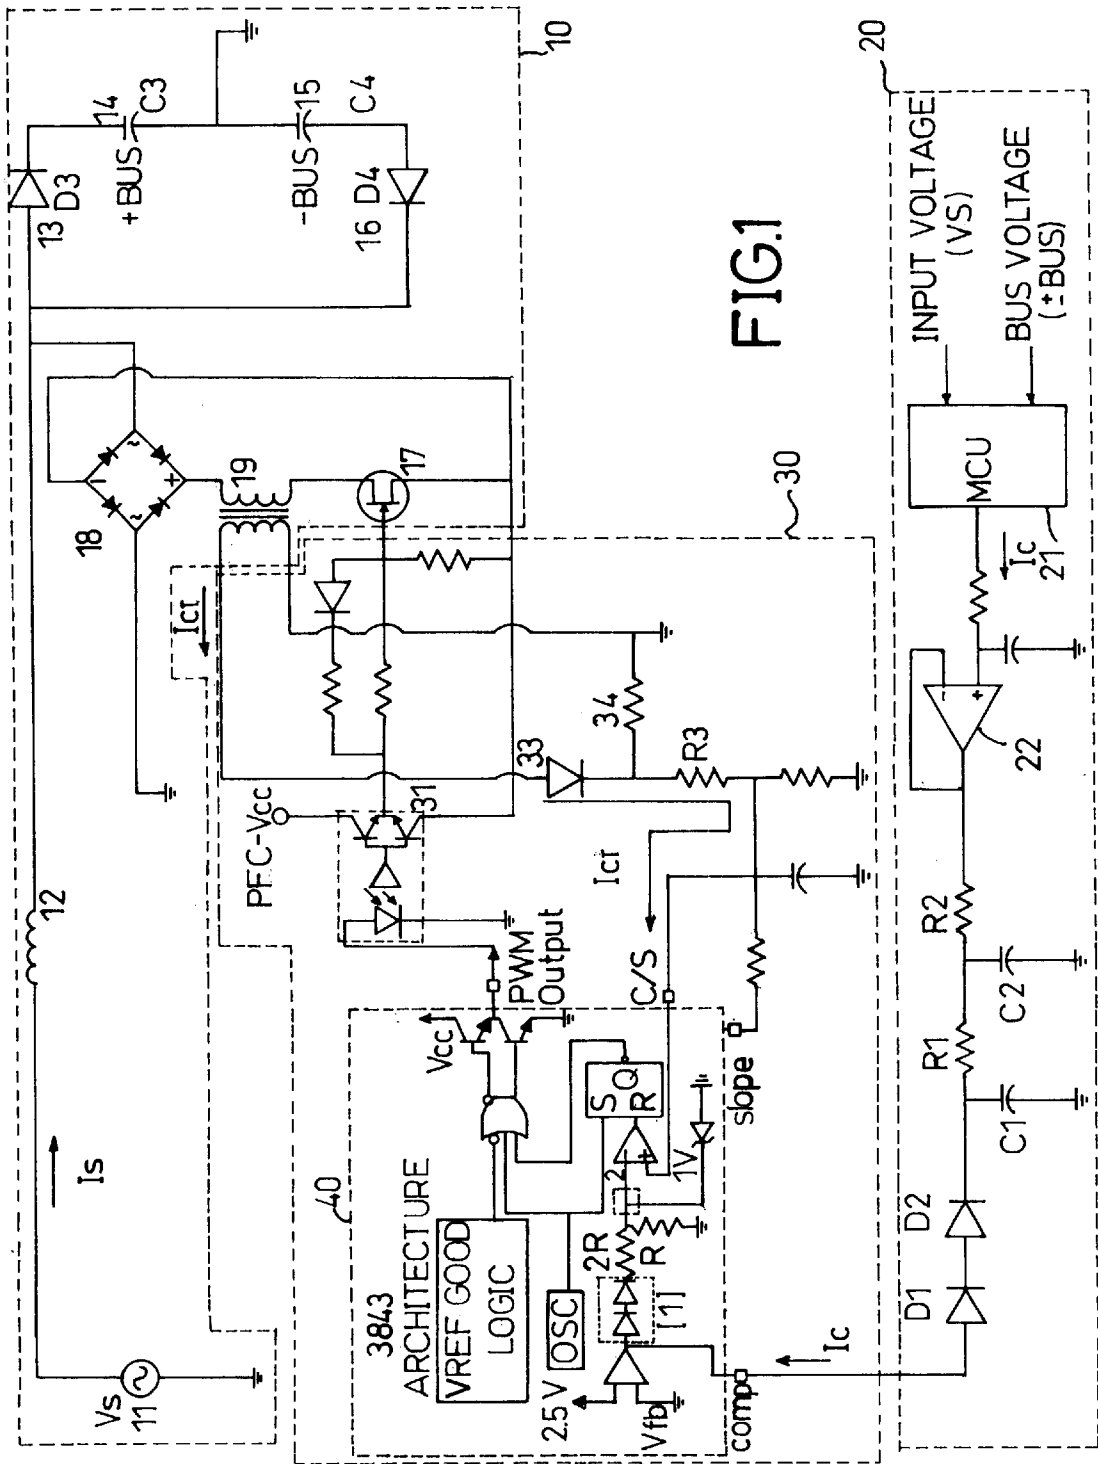 10
14
C3
+BUS
-BUS
15
C4
13
D3
16
D4
18
19
17
12
Is
Vs
11
FIG.1
20
INPUT VOLTAGE
(VS)
BUS VOLTAGE
(±BUS)
MCU
21
Ic
22
R2
C2
R1
C1
D2
D1
Ic
30
ICT
PFC-Vcc
31
33
34
R3
ICT
C/S
PWM
Output
40
Vcc
3843
ARCHITECTURE
VREF GOOD
LOGIC
OSC
S
Q
R
2
1V
2R
R
[1]
2.5 V
Vfb
comp
slope